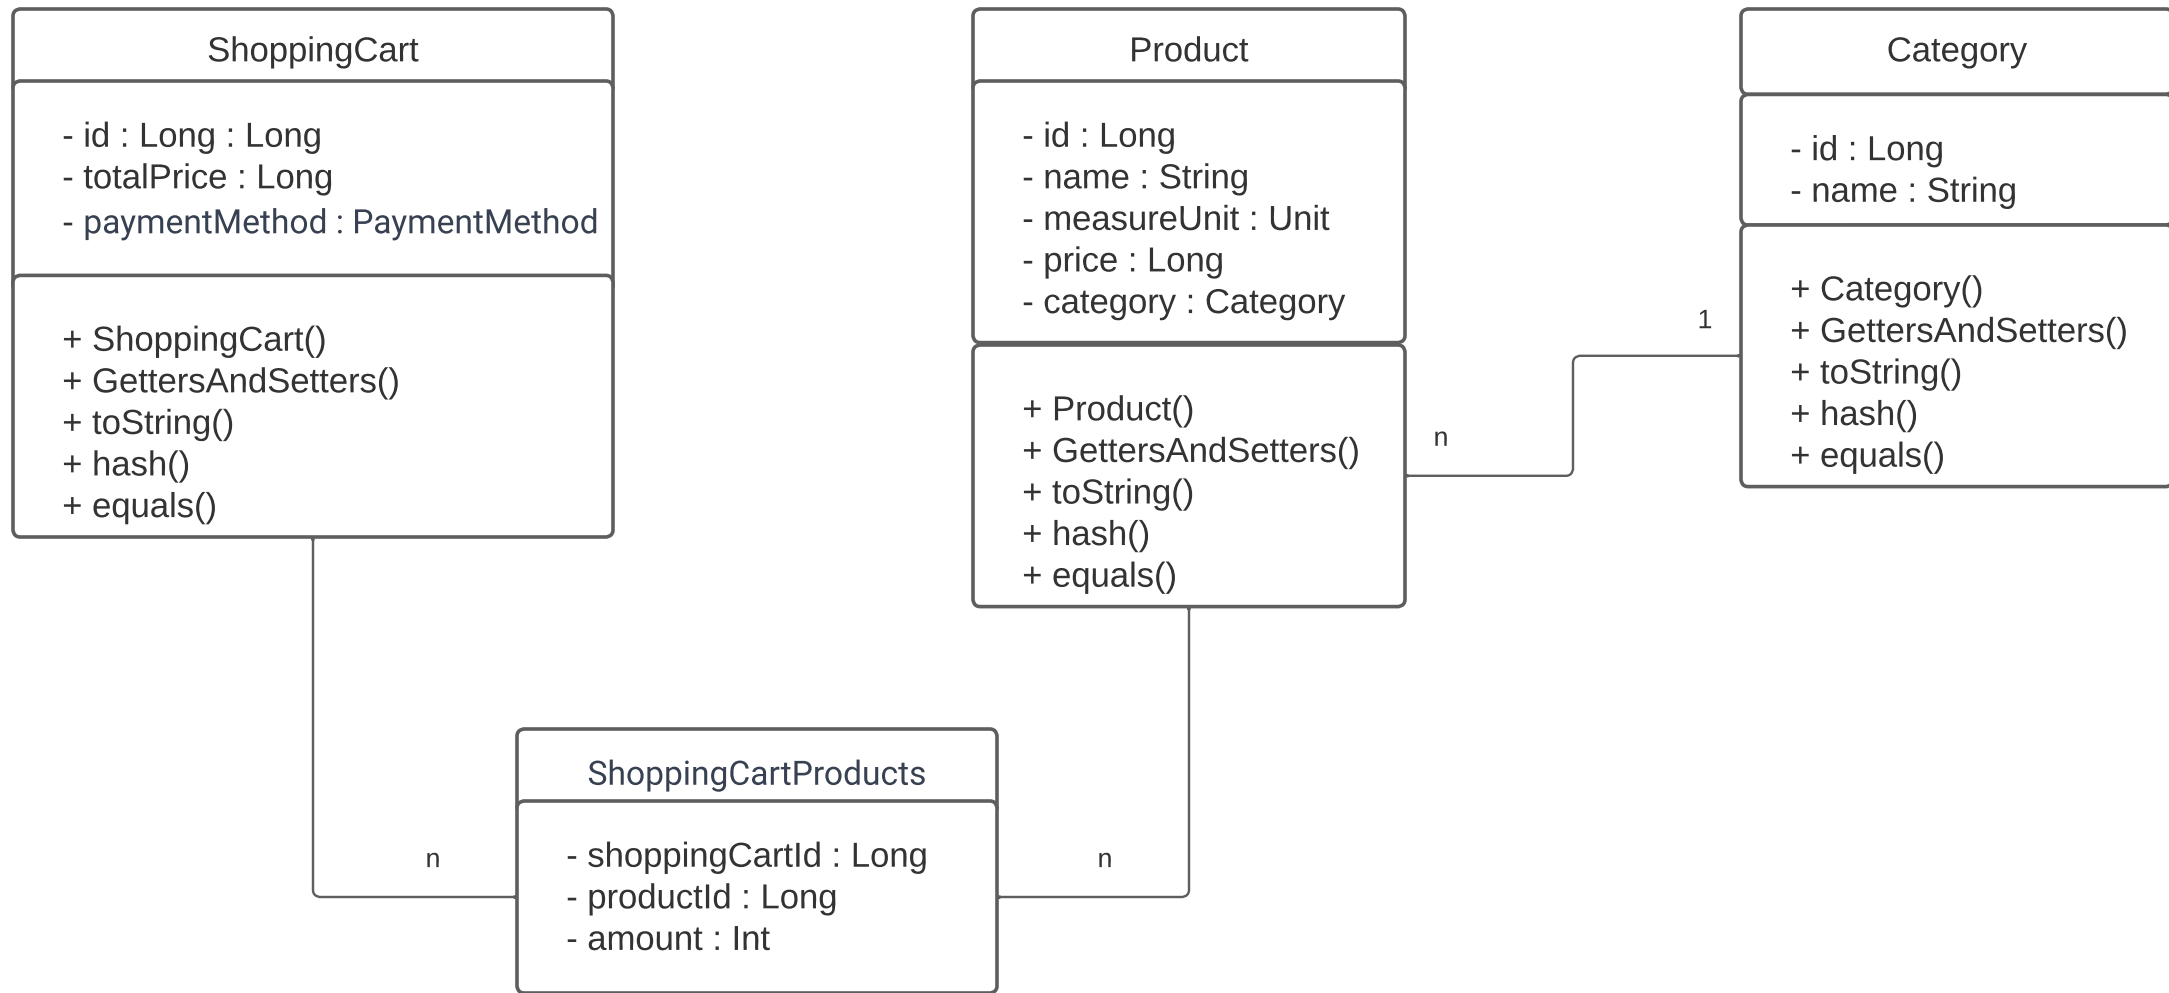 ShoppingCart
- id : Long : Long
- totalPrice : Long
- paymentMethod : PaymentMethod
+ ShoppingCart()
+ GettersAndSetters()
+ toString()
+ hash()
+ equals()
Product
- id : Long
- name : String
- measureUnit : Unit
- price : Long
- category : Category
+ Product()
+ GettersAndSetters()
+ toString()
+ hash()
+ equals()
n
1
Category
- id : Long
- name : String
+ Category()
+ GettersAndSetters()
+ toString()
+ hash()
+ equals()
n
ShoppingCartProducts
- shoppingCartId : Long
- productId : Long
- amount : Int
n